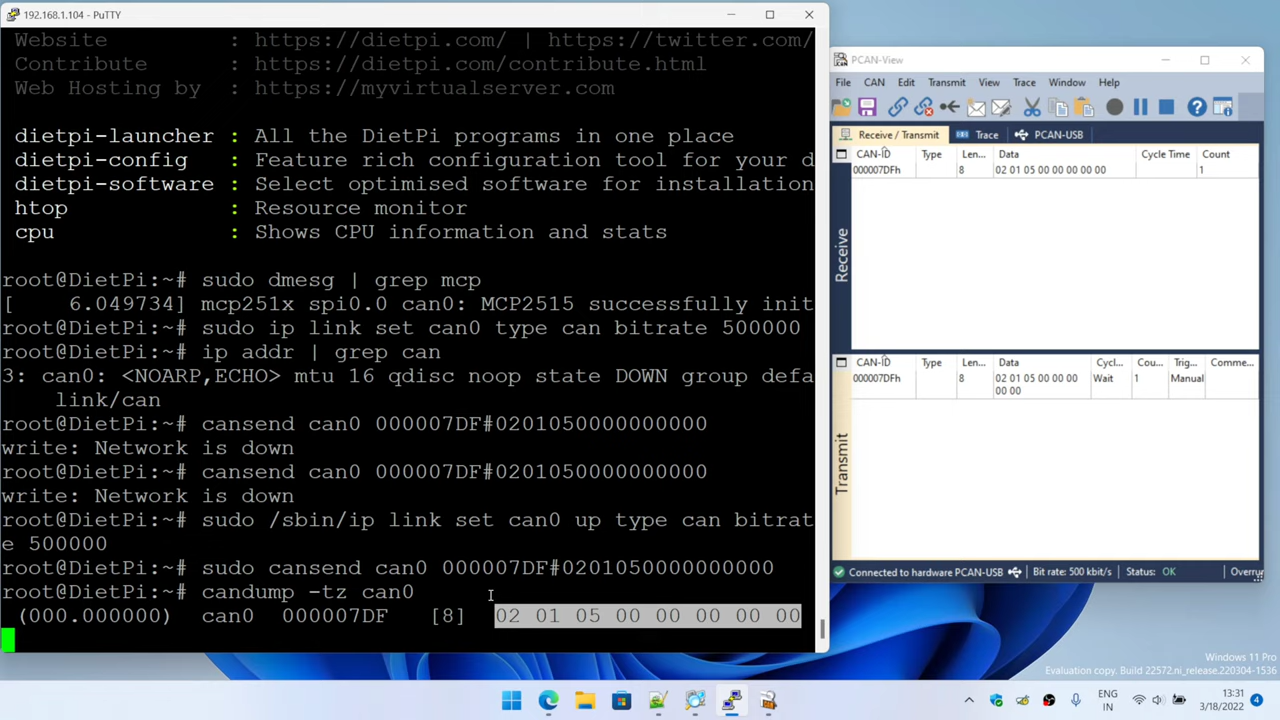 192.168.1.104 - PuTTY
Website : https://dietpi.com/ | https://twitter.com/
Contribute : https://dietpi.com/contribute.html
Web Hosting by : https://myvirtualserver.com
dietpi-launcher : All the DietPi programs in one place
dietpi-config : Feature rich configuration tool for your d
dietpi-software : Select optimised software for installation
htop : Resource monitor
cpu : Shows CPU information and stats
root@DietPi:~# sudo dmesg | grep mcp
[ 6.049734] mcp251x spi0.0 can0: MCP2515 successfully init
root@DietPi:~# sudo ip link set can0 type can bitrate 500000
root@DietPi:~# ip addr | grep can
3: can0: <NOARP,ECHO> mtu 16 qdisc noop state DOWN group defa
link/can
root@DietPi:~# cansend can0 000007DF#0201050000000000
write: Network is down
root@DietPi:~# cansend can0 000007DF#0201050000000000
write: Network is down
root@DietPi:~# sudo /sbin/ip link set can0 up type can bitrat
e 500000
root@DietPi:~# sudo cansend can0 000007DF#0201050000000000
root@DietPi:~# candump -tz can0
(000.000000) can0 000007DF [8] 02 01 05 00 00 00 00 00
PCAN-View
File CAN Edit Transmit View Trace Window Help
Receive / Transmit Trace PCAN-USB
CAN-ID Type Len... Data Cycle Time Count
000007DFh 8 02 01 05 00 00 00 00 00 1
Receive
CAN-ID Type Len... Data Cycl... Cou... Trig... Comme...
000007DFh 8 02 01 05 00 00 00 Wait 1 Manual
00 00
Transmit
Connected to hardware PCAN-USB Bit rate: 500 kbit/s Status: OK Overru
Windows 11 Pro
Evaluation copy. Build 22572.ni_release.220304-1536
ENG
IN
13:31
3/18/2022
4